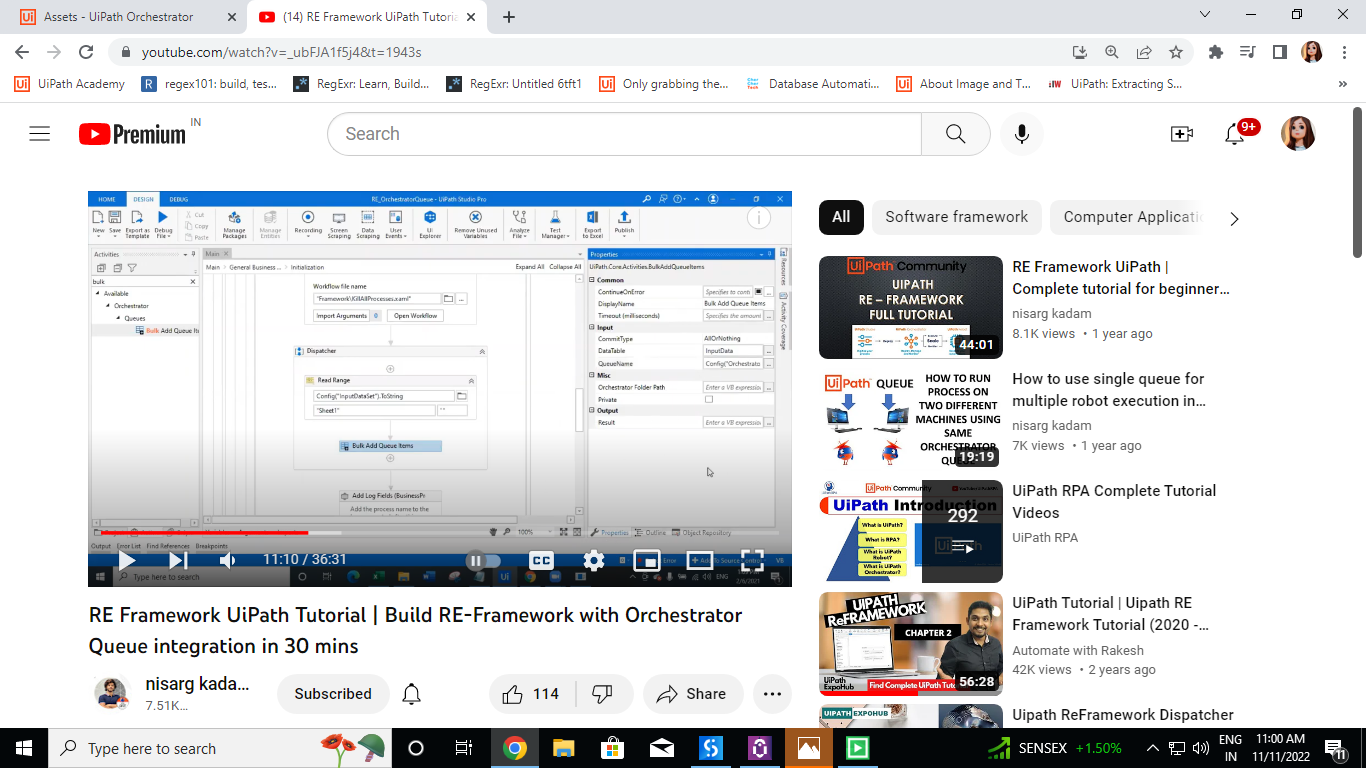 Assets - UiPath Orchestrator
(14) RE Framework UiPath Tutoria
youtube.com/watch?v=_ubFJA1f5j4&t=1943s
UiPath Academy
regex101: build, tes...
RegExr: Learn, Build...
RegExr: Untitled 6tft1
Only grabbing the...
Database Automati...
About Image and T...
UiPath: Extracting S...
»
Premium IN
Search
9+
RE_OrchestratorQueue - UiPath Studio Pro
HOME DESIGN DEBUG
New Save Export as Template Debug File
Cut
Copy
Paste
Manage Packages
Manage Entities
Recording
Screen Scraping
Data Scraping
User Events
UI Explorer
Remove Unused Variables
Analyze File
Test Manager
Export to Excel
Publish
Activities
bulk
Available
Orchestrator
Queues
Bulk Add Queue It
Main
Main > General Business ... > Initialization
Expand All Collapse All
Workflow file name
"Framework\KillAllProcesses.xaml"
Import Arguments 0 Open Workflow
Dispatcher
Read Range
Config("InputDataSet").ToString
"Sheet1" ""
Bulk Add Queue Items
Add Log Fields (BusinessPr
Add the process name to the
Properties
UiPath.Core.Activities.BulkAddQueueItems
Common
ContinueOnError Specifies to conti
DisplayName Bulk Add Queue Items
Timeout (milliseconds) Specifies the amount
Input
CommitType AllOrNothing
DataTable InputData
QueueName Config("Orchestrato
Misc
Orchestrator Folder Path Enter a VB expressio
Private
Output
Result Enter a VB expressio
Resources
Activity Coverage
100%
Properties Outline Object Repository
Output Error List Find References Breakpoints
Add To Source Control
VB
11:10 / 36:31
CC
Type here to search
ENG
2/6/2021
RE Framework UiPath Tutorial | Build RE-Framework with Orchestrator
Queue integration in 30 mins
nisarg kada...
7.51K...
Subscribed
114
Share
All
Software framework
Computer Applicatio
UiPath Community
UIPATH
RE – FRAMEWORK
FULL TUTORIAL
44:01
RE Framework UiPath |
Complete tutorial for beginner...
nisarg kadam
8.1K views • 1 year ago
UiPath QUEUE
HOW TO RUN
PROCESS ON
TWO DIFFERENT
MACHINES USING
SAME
ORCHESTRATOR
QUEUE
19:19
How to use single queue for
multiple robot execution in...
nisarg kadam
7K views • 1 year ago
UiPath Community
UiPath Introduction
What is UiPath?
What is RPA?
What is UiPath Robot?
What is UiPath Orchestrator?
292
UiPath RPA Complete Tutorial
Videos
UiPath RPA
UIPATH
REFRAMEWORK
CHAPTER 2
UiPath ExpoHub
Find Complete UiPath Tuto
56:28
UiPath Tutorial | Uipath RE
Framework Tutorial (2020 -...
Automate with Rakesh
42K views • 2 years ago
UIPATH EXPOHUB
Uipath ReFramework Dispatcher
Type here to search
SENSEX +1.50%
ENG
IN
11:00 AM
11/11/2022
11